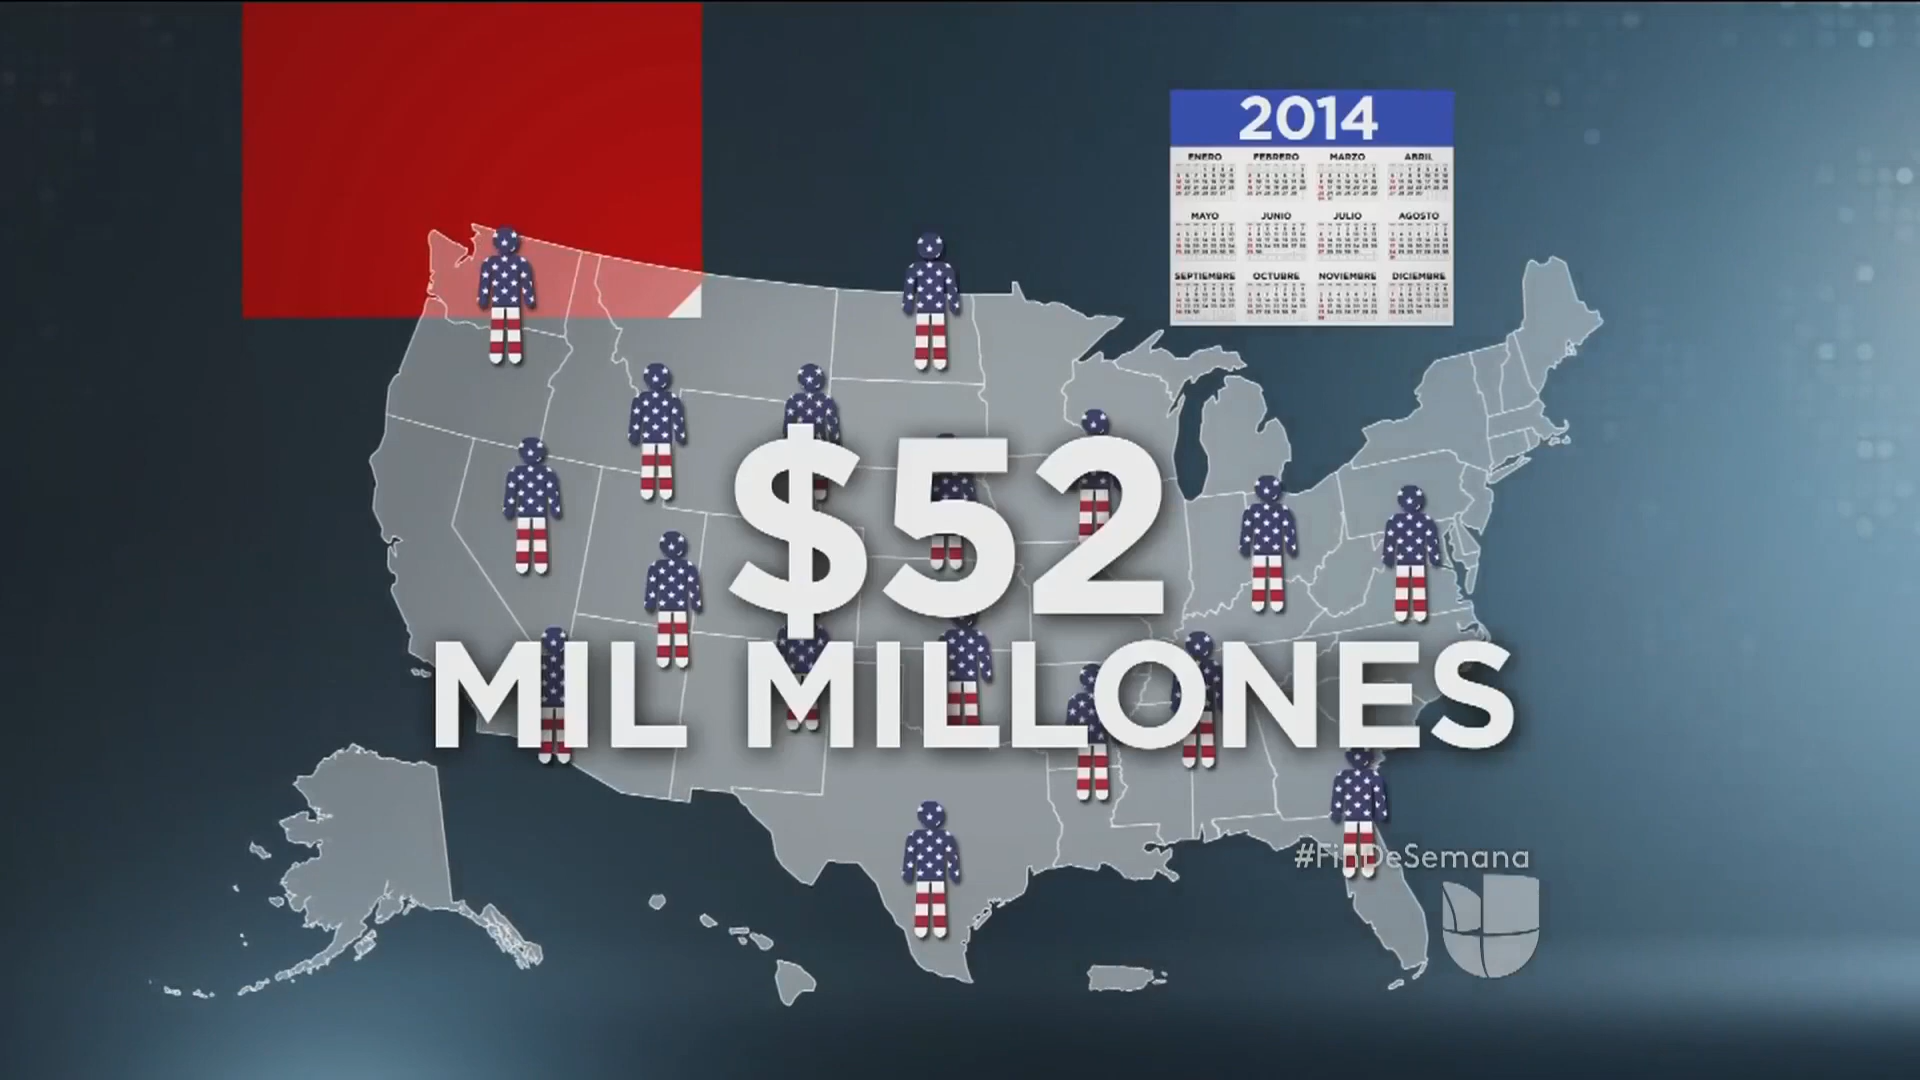 2014
ENERO FEBRERO MARZO ABRIL
MAYO JUNIO JULIO AGOSTO
SEPTIEMBRE OCTUBRE NOVIEMBRE DICIEMBRE
$52
MIL MILLONES
#FinDeSemana